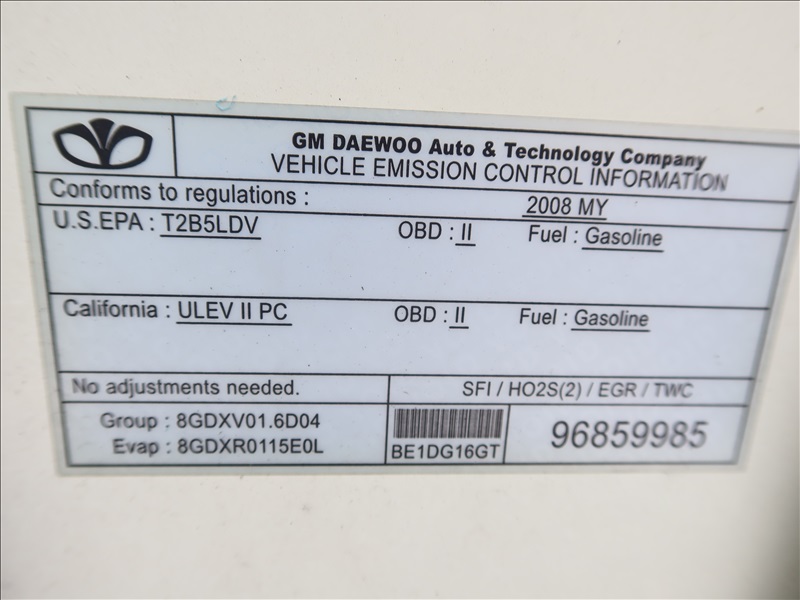 GM DAEWOO Auto & Technology Company
VEHICLE EMISSION CONTROL INFORMATION
Conforms to regulations : 2008 MY
U.S.EPA : T2B5LDV OBD : II Fuel : Gasoline
California : ULEV II PC OBD : II Fuel : Gasoline
No adjustments needed. SFI / HO2S(2) / EGR / TWC
Group : 8GDXV01.6D04
Evap : 8GDXR0115E0L
BE1DG16GT
96859985